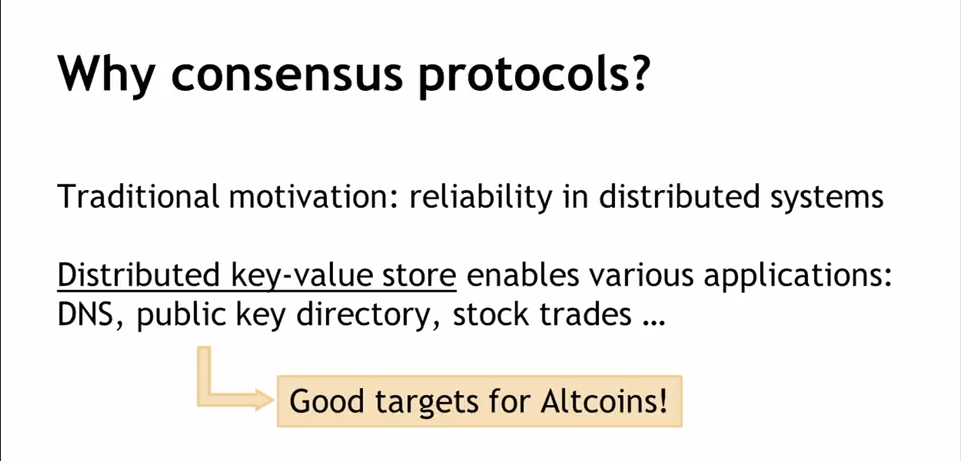 Why consensus protocols?
Traditional motivation: reliability in distributed systems
Distributed key-value store enables various applications:
DNS, public key directory, stock trades …
Good targets for Altcoins!